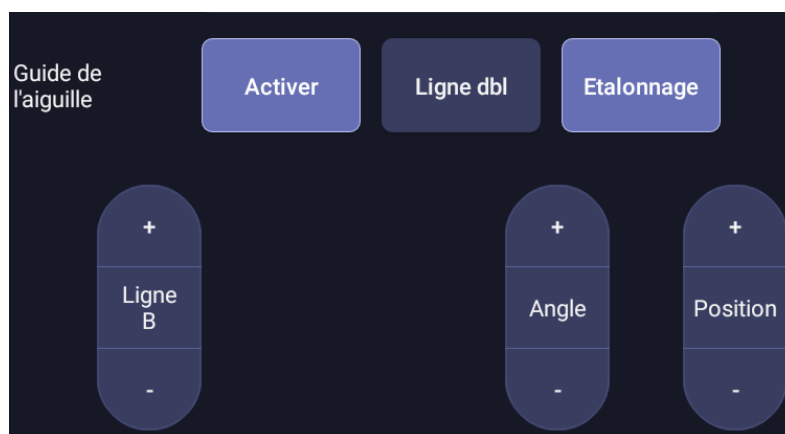 Guide de
l'aiguille
Activer
Ligne dbl
Etalonnage
+
+
+
Ligne
B
Angle
Position
-
-
-